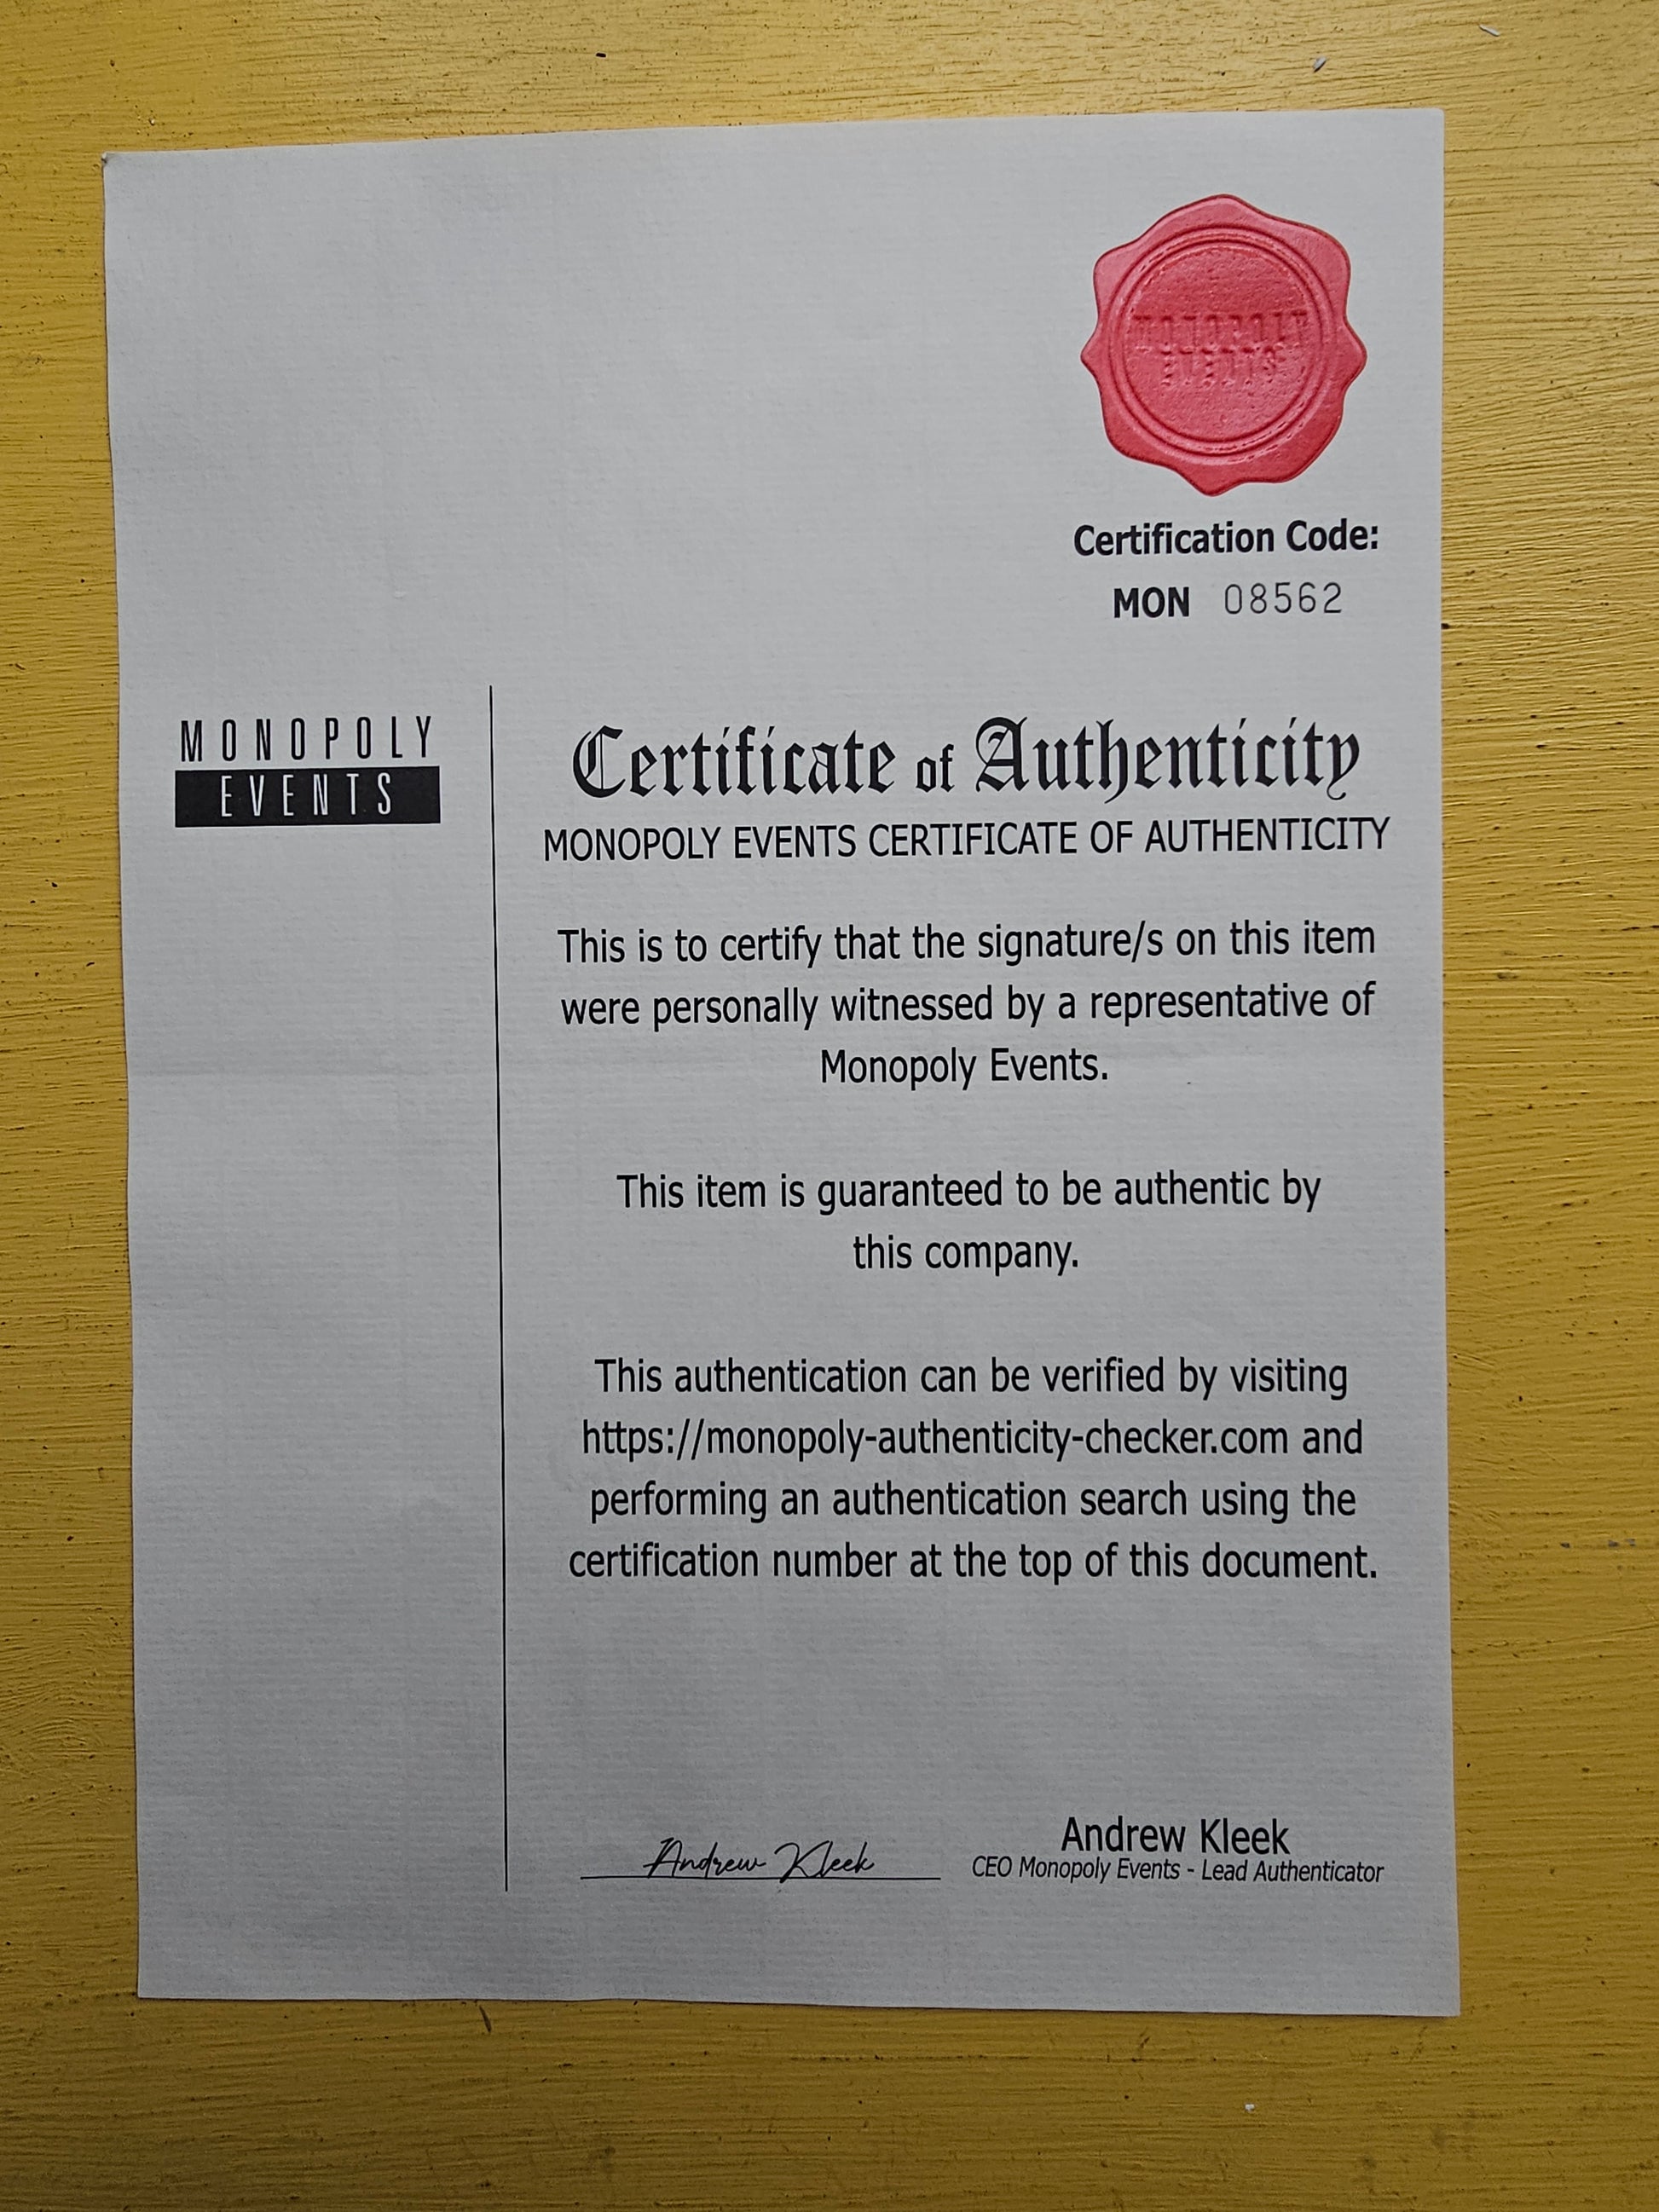 MONOPOLY
EVENTS
Certification Code:
MON 08562
MONOPOLY
EVENTS
Certificate of Authenticity
MONOPOLY EVENTS CERTIFICATE OF AUTHENTICITY
This is to certify that the signature/s on this item
were personally witnessed by a representative of
Monopoly Events.
This item is guaranteed to be authentic by
this company.
This authentication can be verified by visiting
https://monopoly-authenticity-checker.com and
performing an authentication search using the
certification number at the top of this document.
Andrew Kleek
Andrew Kleek
CEO Monopoly Events - Lead Authenticator